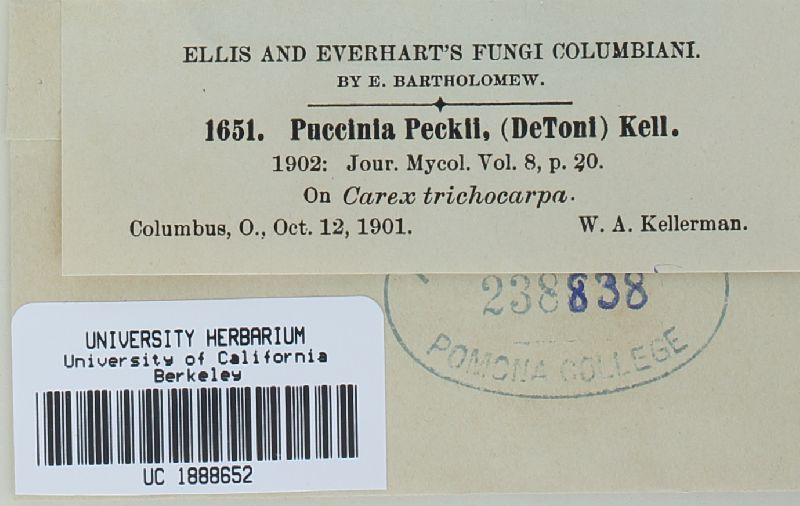 ELLIS AND EVERHART'S FUNGI COLUMBIANI.
BY E. BARTHOLOMEW.
1651. Puccinia Peckii, (DeToni) Kell.
1902: Jour. Mycol. Vol. 8, p. 20.
On Carex trichocarpa.
Columbus, O., Oct. 12, 1901. W. A. Kellerman.
238838
POMONA COLLEGE
UNIVERSITY HERBARIUM
University of California
Berkeley
UC 1888652